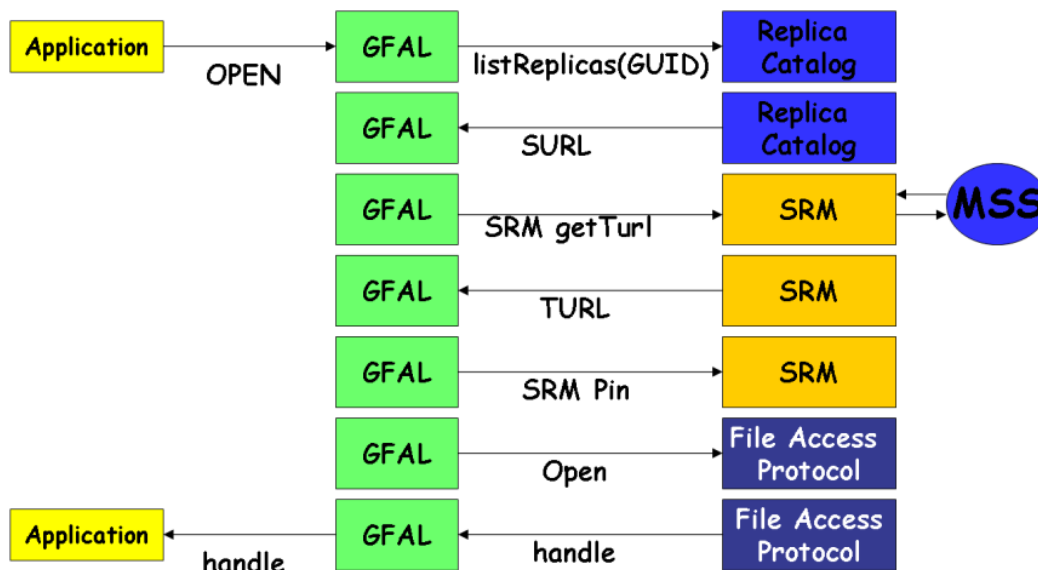 Application
OPEN
GFAL
listReplicas(GUID)
Replica
Catalog
GFAL
SURL
Replica
Catalog
GFAL
SRM getTurl
SRM
MSS
GFAL
TURL
SRM
GFAL
SRM Pin
SRM
GFAL
Open
File Access
Protocol
Application
handle
GFAL
handle
File Access
Protocol